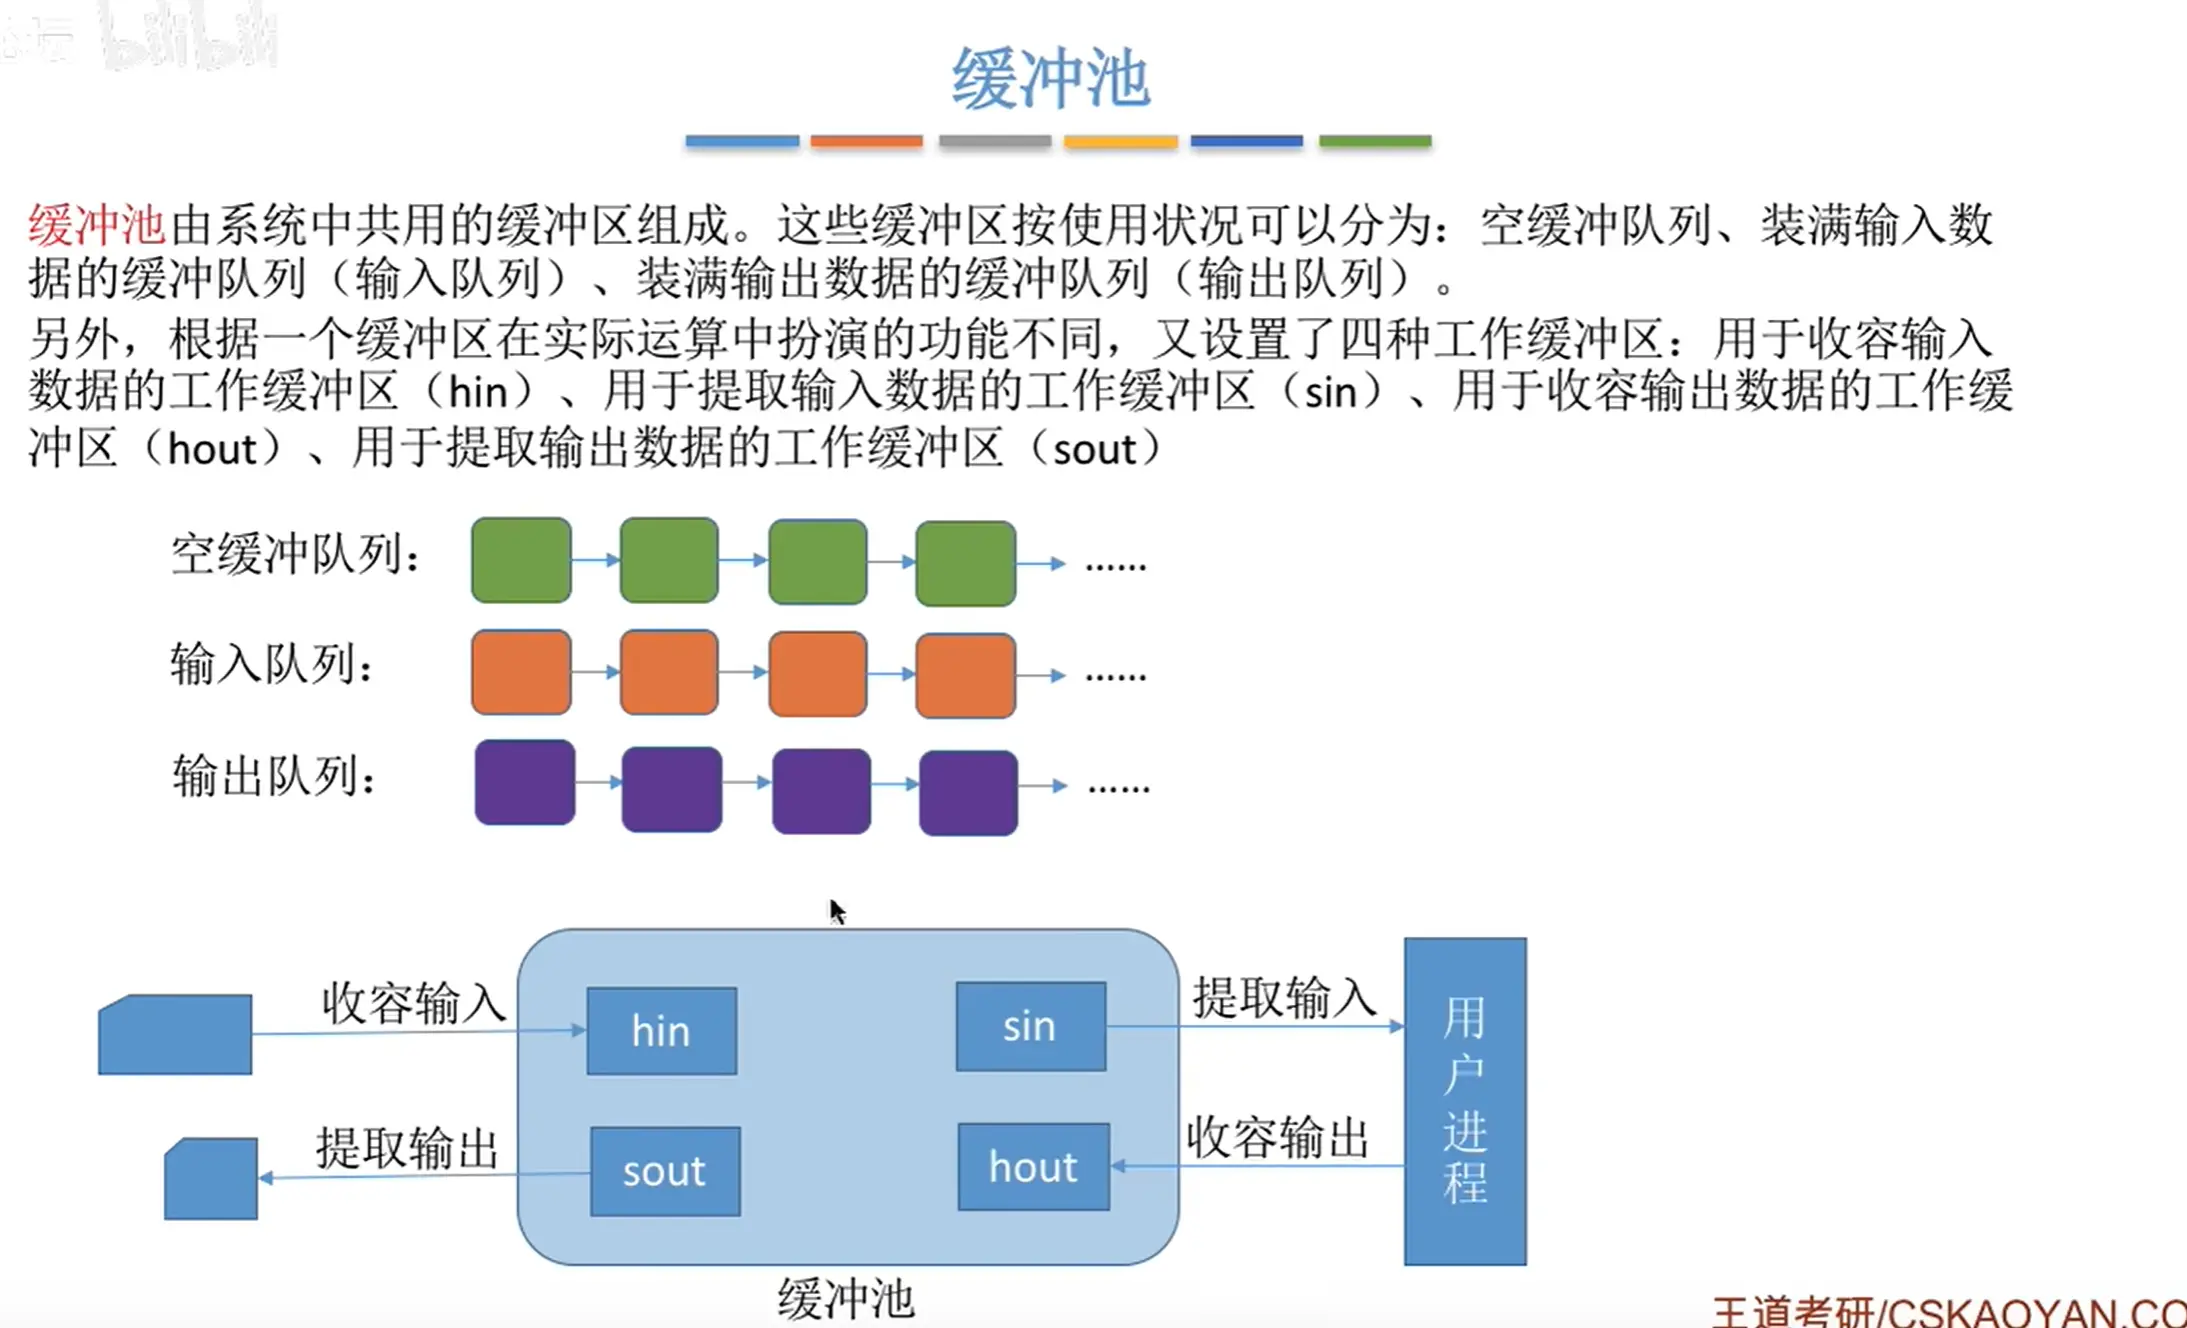 bilibili
缓冲池
缓冲池由系统中共用的缓冲区组成。这些缓冲区按使用状况可以分为：空缓冲队列、装满输入数
据的缓冲队列（输入队列）、装满输出数据的缓冲队列（输出队列）。
另外，根据一个缓冲区在实际运算中扮演的功能不同，又设置了四种工作缓冲区：用于收容输入
数据的工作缓冲区（hin）、用于提取输入数据的工作缓冲区（sin）、用于收容输出数据的工作缓
冲区（hout）、用于提取输出数据的工作缓冲区（sout）
空缓冲队列：
......
输入队列：
......
输出队列：
......
收容输入
hin
sin
提取输入
用户进程
提取输出
sout
hout
收容输出
缓冲池
王道考研/CSKAOYAN.CO